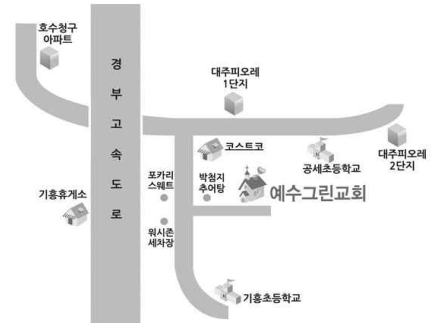 호수청구
아파트
경
부
고
속
도
로
대주피오레
1단지
코스트코
공세초등학교
대주피오레
2단지
포카리
스웨트
박첨지
추어탕
예수그린교회
기흥휴게소
워시존
세차장
기흥초등학교